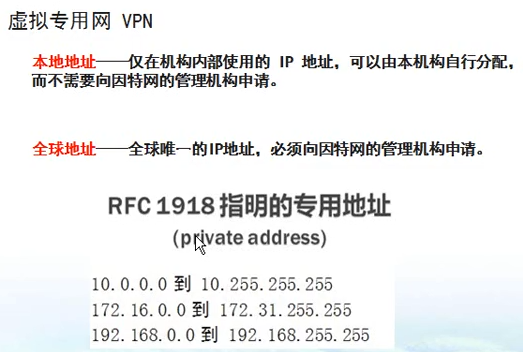 虚拟专用网 VPN
本地地址——仅在机构内部使用的 IP 地址，可以由本机构自行分配，
而不需要向因特网的管理机构申请。
全球地址——全球唯一的IP地址，必须向因特网的管理机构申请。
RFC 1918 指明的专用地址
(private address)
10.0.0.0 到 10.255.255.255
172.16.0.0 到 172.31.255.255
192.168.0.0 到 192.168.255.255